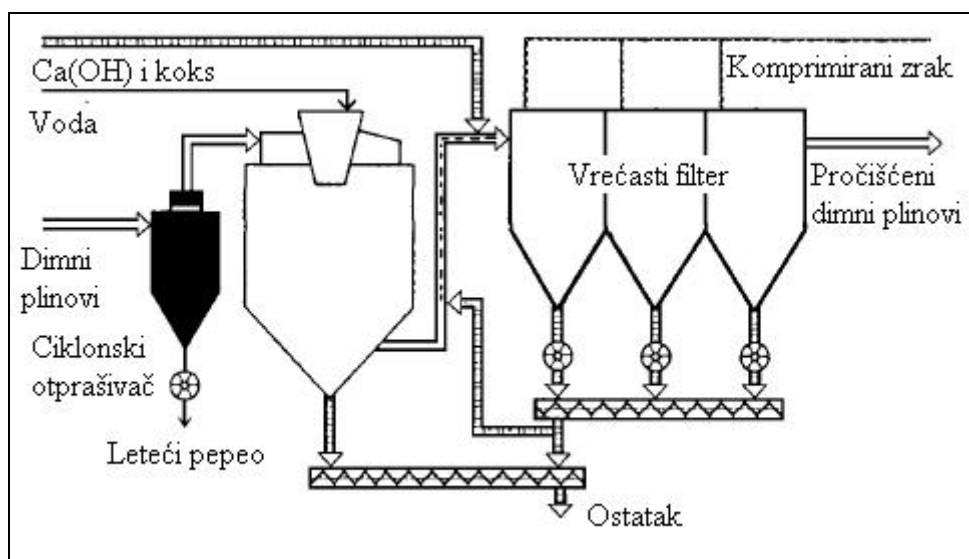 Ca(OH) i koks
Voda
Komprimirani zrak
Vrećasti filter
Pročišćeni
dimni plinovi
Dimni
plinovi
Ciklonski
otprašivač
Leteći pepeo
Ostatak